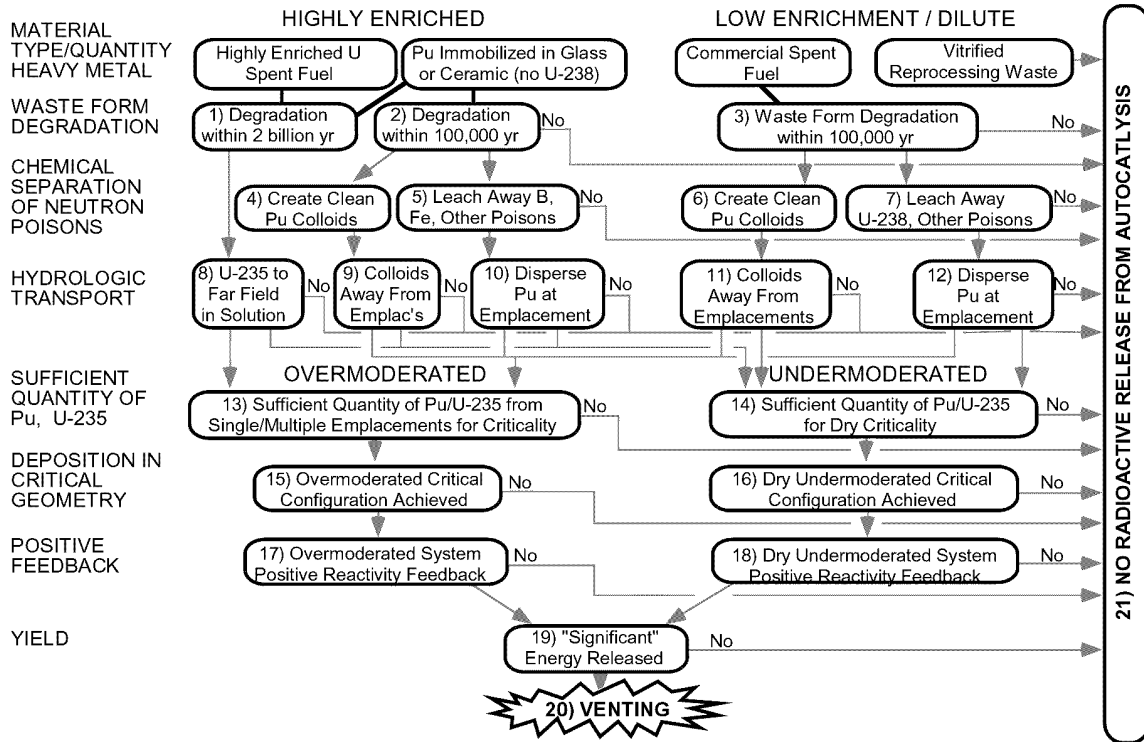 HIGHLY ENRICHED
LOW ENRICHMENT / DILUTE
MATERIAL
TYPE/QUANTITY
HEAVY METAL
Highly Enriched U
Spent Fuel
Pu Immobilized in Glass
or Ceramic (no U-238)
Commercial Spent
Fuel
Vitrified
Reprocessing Waste
WASTE FORM
DEGRADATION
1) Degradation
within 2 billion yr
2) Degradation
within 100,000 yr
No
3) Waste Form Degradation
within 100,000 yr
No
CHEMICAL
SEPARATION
OF NEUTRON
POISONS
4) Create Clean
Pu Colloids
5) Leach Away B,
Fe, Other Poisons
No
6) Create Clean
Pu Colloids
7) Leach Away
U-238, Other Poisons
No
HYDROLOGIC
TRANSPORT
8) U-235 to
Far Field
in Solution
No
9) Colloids
Away From
Emplac's
No
10) Disperse
Pu at
Emplacement
No
11) Colloids
Away From
Emplacements
No
12) Disperse
Pu at
Emplacement
No
SUFFICIENT
QUANTITY OF
Pu, U-235
OVERMODERATED
UNDERMODERATED
13) Sufficient Quantity of Pu/U-235 from
Single/Multiple Emplacements for Criticality
No
14) Sufficient Quantity of Pu/U-235
for Dry Criticality
No
DEPOSITION IN
CRITICAL
GEOMETRY
15) Overmoderated Critical
Configuration Achieved
No
16) Dry Undermoderated Critical
Configuration Achieved
No
POSITIVE
FEEDBACK
17) Overmoderated System
Positive Reactivity Feedback
No
18) Dry Undermoderated System
Positive Reactivity Feedback
No
YIELD
19) "Significant"
Energy Released
No
20) VENTING
21) NO RADIOACTIVE RELEASE FROM AUTOCATLYSIS